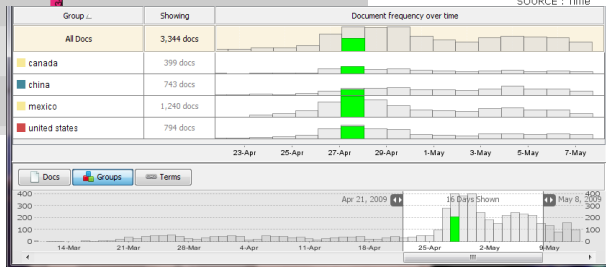 SOURCE : Time
Group Showing Document frequency over time
All Docs 3,344 docs
canada 399 docs
china 743 docs
mexico 1,240 docs
united states 794 docs
23-Apr 25-Apr 27-Apr 29-Apr 1-May 3-May 5-May 7-May
Docs Groups Terms
400 Apr 21, 2009 16 Days Shown May 8, 2009 400
300 300
200 200
100 100
0 0
14-Mar 21-Mar 28-Mar 4-Apr 11-Apr 18-Apr 25-Apr 2-May 9-May